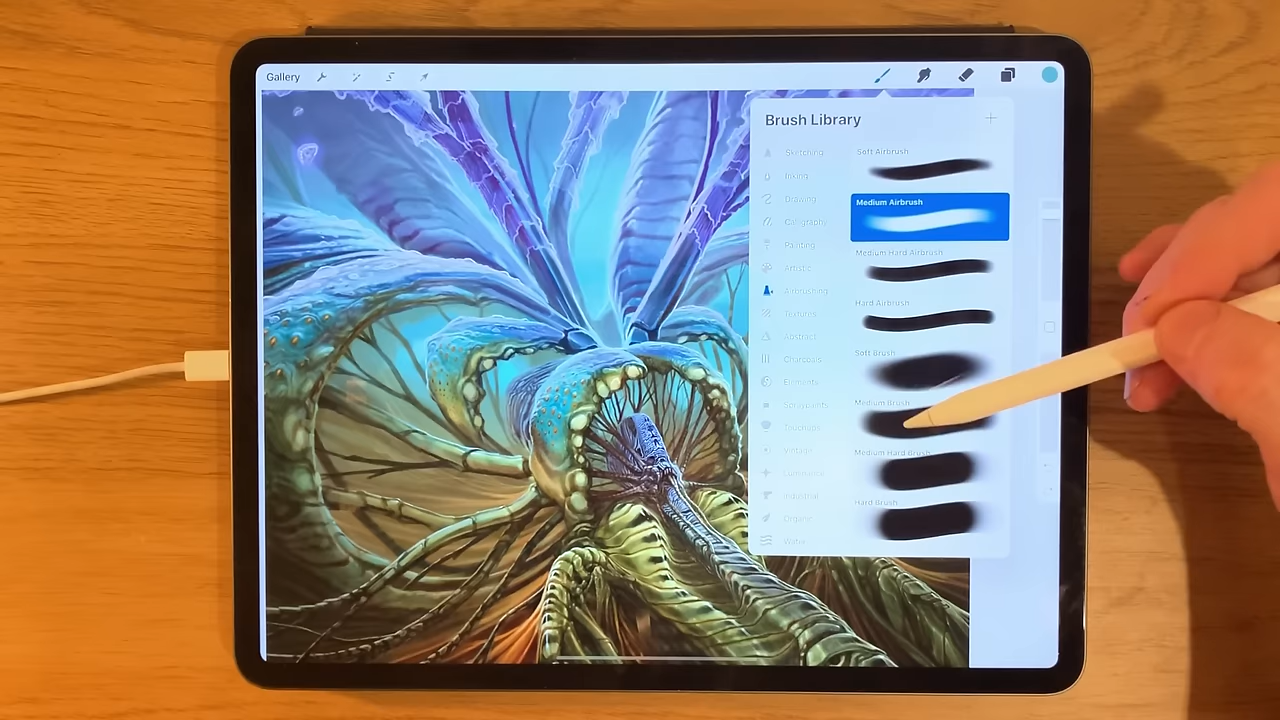 Gallery
Brush Library
Sketching
Inking
Drawing
Calligraphy
Painting
Artistic
Airbrushing
Textures
Abstract
Charcoals
Elements
Spraypaints
Touchups
Vintage
Luminance
Industrial
Organic
Water
Soft Airbrush
Medium Airbrush
Medium Hard Airbrush
Hard Airbrush
Soft Brush
Medium Brush
Medium Hard Brush
Hard Brush